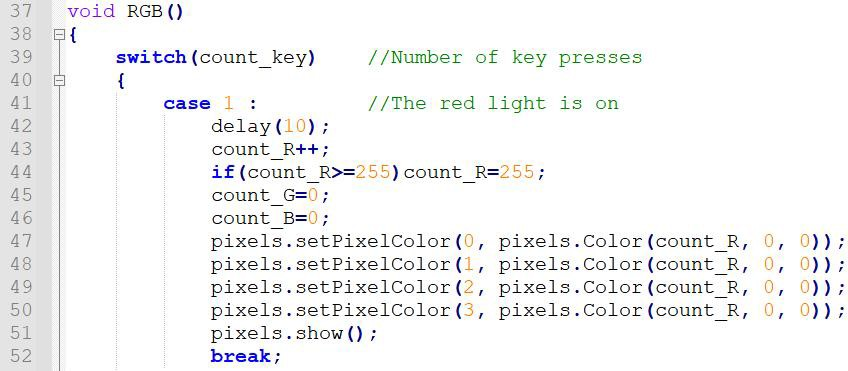 37 void RGB()
38 {
39     switch(count_key)    //Number of key presses
40     {
41         case 1 :         //The red light is on
42             delay(10);
43             count_R++;
44             if(count_R>=255)count_R=255;
45             count_G=0;
46             count_B=0;
47             pixels.setPixelColor(0, pixels.Color(count_R, 0, 0));
48             pixels.setPixelColor(1, pixels.Color(count_R, 0, 0));
49             pixels.setPixelColor(2, pixels.Color(count_R, 0, 0));
50             pixels.setPixelColor(3, pixels.Color(count_R, 0, 0));
51             pixels.show();
52             break;